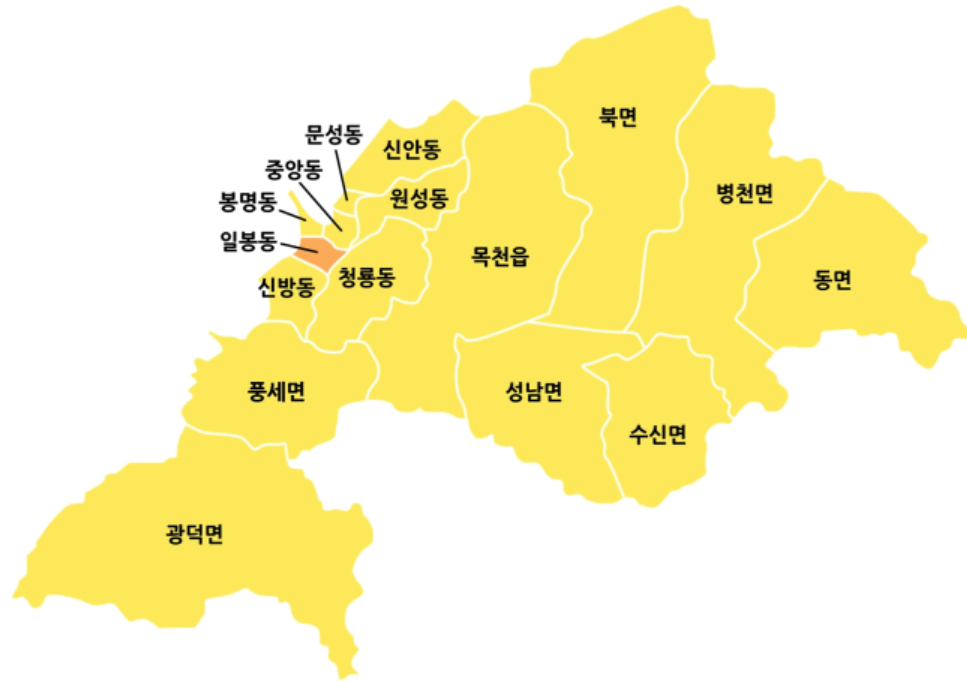 북면
문성동
신안동
중앙동
병천면
원성동
봉명동
일봉동
목천읍
청룡동
동면
신방동
풍세면
성남면
수신면
광덕면